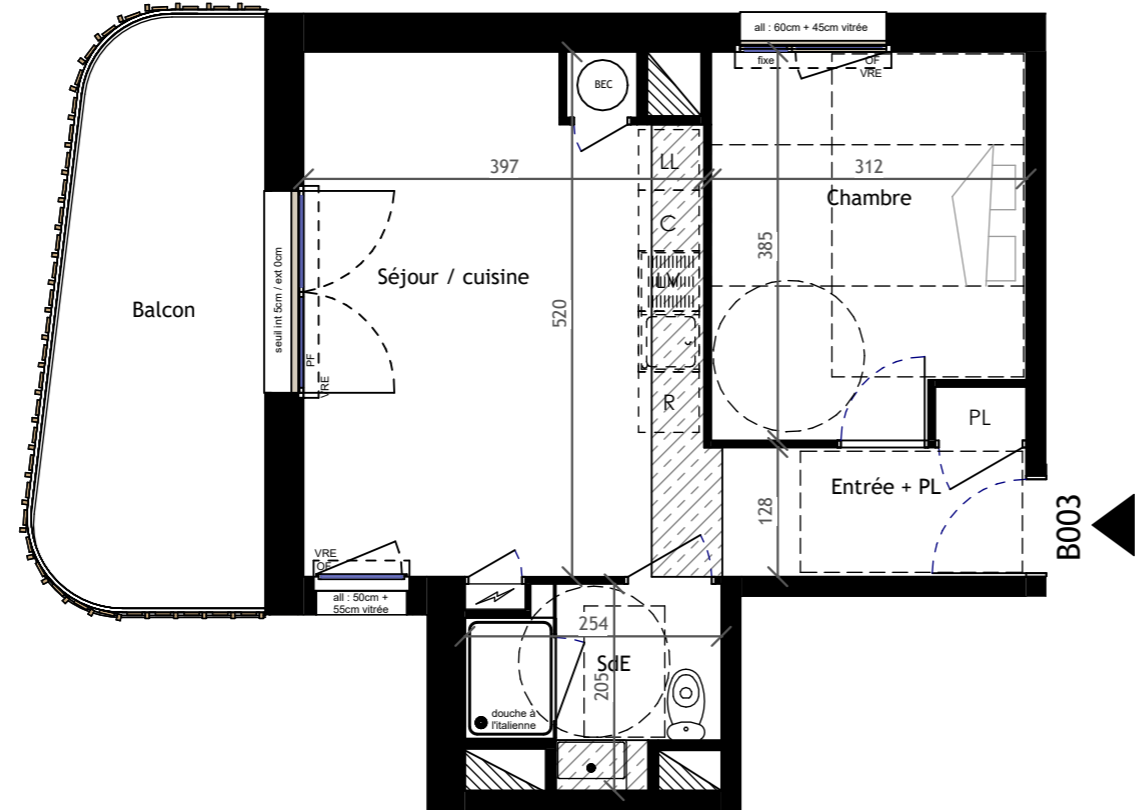 all : 60cm + 45cm vitrée
fixe
OF
VRE
BEC
LL
397
312
Chambre
C
385
Séjour / cuisine
LV
Balcon
seuil int 5cm / ext 0cm
520
PF
VRE
R
PL
Entrée + PL
128
B003
VRE
OF
all : 50cm +
55cm vitrée
254
SdE
205
douche à
l'italienne